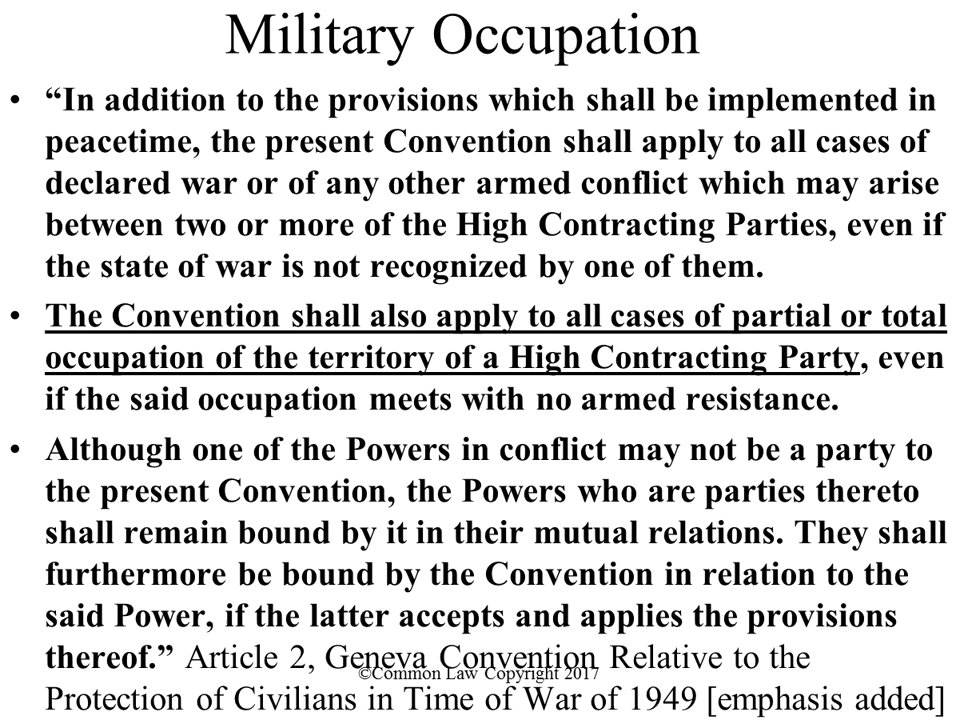 Military Occupation
• “In addition to the provisions which shall be implemented in
peacetime, the present Convention shall apply to all cases of
declared war or of any other armed conflict which may arise
between two or more of the High Contracting Parties, even if
the state of war is not recognized by one of them.
• The Convention shall also apply to all cases of partial or total
occupation of the territory of a High Contracting Party, even
if the said occupation meets with no armed resistance.
• Although one of the Powers in conflict may not be a party to
the present Convention, the Powers who are parties thereto
shall remain bound by it in their mutual relations. They shall
furthermore be bound by the Convention in relation to the
said Power, if the latter accepts and applies the provisions
thereof.” Article 2, Geneva Convention Relative to the
©Common Law Copyright 2017
Protection of Civilians in Time of War of 1949 [emphasis added]